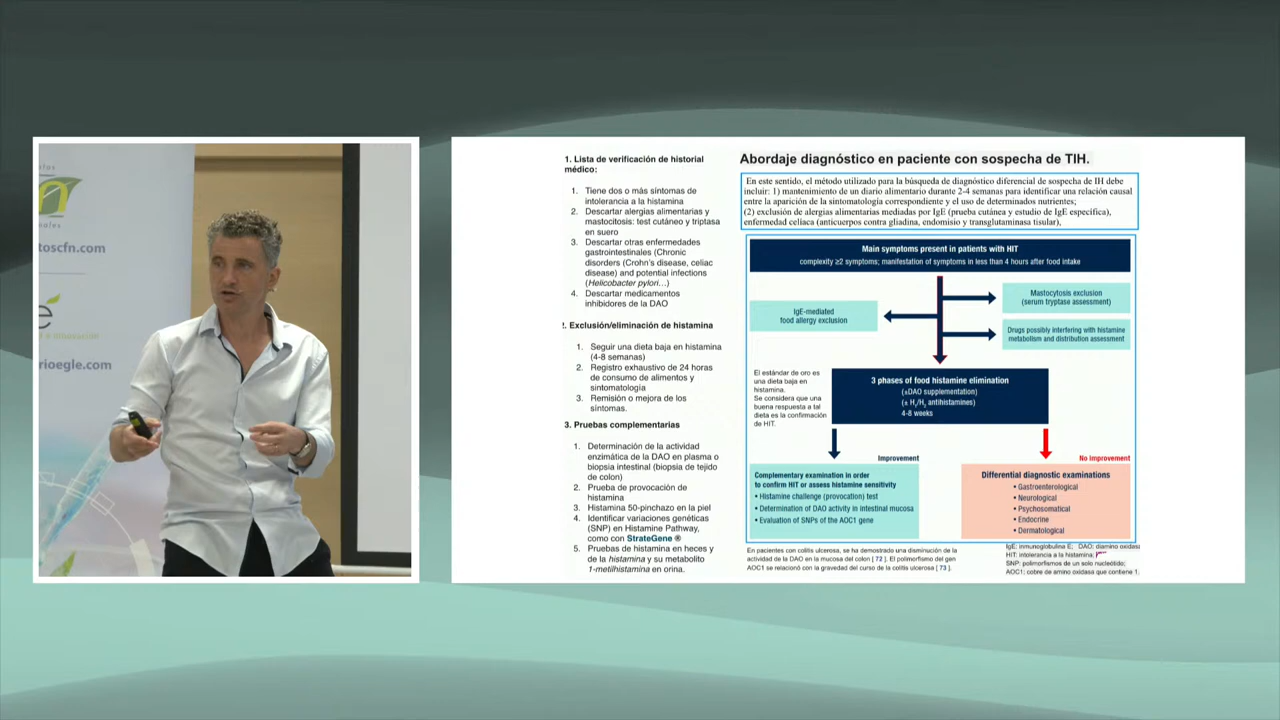 toscfn.com
rioegle.com
1. Lista de verificación de historial
médico:
1. Tiene dos o más síntomas de
intolerancia a la histamina
2. Descartar alergias alimentarias y
mastocitosis: test cutáneo y triptasa
en suero
3. Descartar otras enfermedades
gastrointestinales (Chronic
disorders (Crohn's disease, celiac
disease) and potential infections
(Helicobacter pylori...)
4. Descartar medicamentos
inhibidores de la DAO
. Exclusión/eliminación de histamina
1. Seguir una dieta baja en histamina
(4-8 semanas)
2. Registro exhaustivo de 24 horas
de consumo de alimentos y
sintomatología
3. Remisión o mejora de los
síntomas.
3. Pruebas complementarias
1. Determinación de la actividad
enzimática de la DAO en plasma o
biopsia intestinal (biopsia de tejido
de colon)
2. Prueba de provocación de
histamina
3. Histamina 50-pinchazo en la piel
4. Identificar variaciones genéticas
(SNP) en Histamine Pathway,
como con StrateGene ®
5. Pruebas de histamina en heces y
de la histamina y su metabolito
1-metilhistamina en orina.
Abordaje diagnóstico en paciente con sospecha de TIH.
En este sentido, el método utilizado para la búsqueda de diagnóstico diferencial de sospecha de IH debe
incluir: 1) mantenimiento de un diario alimentario durante 2-4 semanas para identificar una relación causal
entre la aparición de la sintomatología correspondiente y el uso de determinados nutrientes;
(2) exclusión de alergias alimentarias mediadas por IgE (prueba cutánea y estudio de IgE específica),
enfermedad celíaca (anticuerpos contra gliadina, endomisio y transglutaminasa tisular),
Main symptoms present in patients with HIT
complexity ≥2 symptoms; manifestation of symptoms in less than 4 hours after food intake
IgE-mediated
food allergy exclusion
Mastocytosis exclusion
(serum tryptase assessment)
Drugs possibly interfering with histamine
metabolism and distribution assessment
El estándar de oro es
una dieta baja en
histamina.
Se considera que una
buena respuesta a tal
dieta es la confirmación
de HIT.
3 phases of food histamine elimination
(±DAO supplementation)
(± H₁/H₂ antihistamines)
4-8 weeks
Improvement
No improvement
Complementary examination in order
to confirm HIT or assess histamine sensitivity
• Histamine challenge (provocation) test
• Determination of DAO activity in intestinal mucosa
• Evaluation of SNPs of the AOC1 gene
Differential diagnostic examinations
• Gastroenterological
• Neurological
• Psychosomatical
• Endocrine
• Dermatological
En pacientes con colitis ulcerosa, se ha demostrado una disminución de la
actividad de la DAO en la mucosa del colon [ 72 ]. El polimorfismo del gen
AOC1 se relacionó con la gravedad del curso de la colitis ulcerosa [ 73 ].
IgE: inmunoglobulina E; DAO: diamino oxidasa
HIT: intolerancia a la histamina;
SNP: polimorfismos de un solo nucleótido;
AOC1: cobre de amino oxidasa que contiene 1.